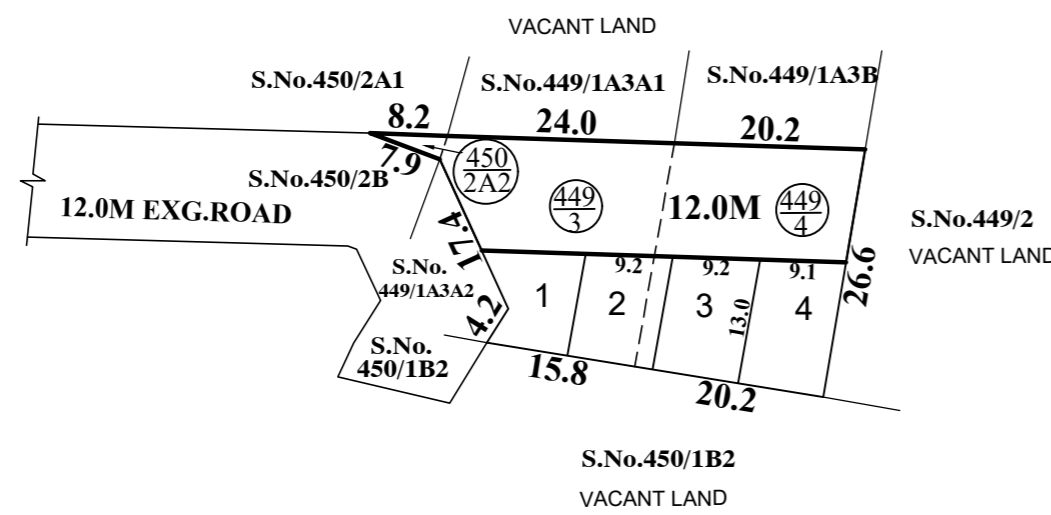 VACANT LAND
S.No.450/2A1
S.No.449/1A3A1
S.No.449/1A3B
8.2
24.0
20.2
7.9
450
2A2
S.No.450/2B
12.0M EXG.ROAD
449
3
12.0M
449
4
S.No.449/2
VACANT LAND
17.4
26.6
S.No.
449/1A3A2
9.2
9.2
9.1
1
2
3
13.0
4
4.2
S.No.
450/1B2
15.8
20.2
S.No.450/1B2
VACANT LAND